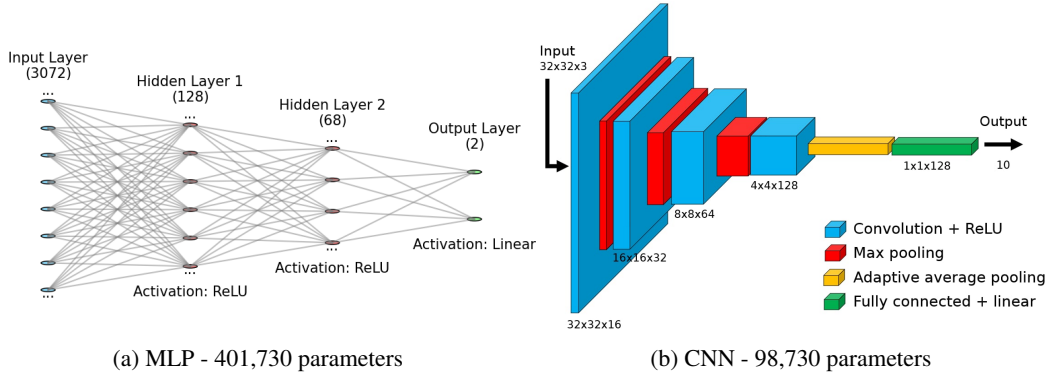 Input Layer
(3072)
...
Hidden Layer 1
(128)
...
Hidden Layer 2
(68)
...
Output Layer
(2)
...
Activation: Linear
...
Activation: ReLU
...
Activation: ReLU
(a) MLP - 401,730 parameters
Input
32x32x3
32x32x16
16x16x32
8x8x64
4x4x128
1x1x128
Output
10
Convolution + ReLU
Max pooling
Adaptive average pooling
Fully connected + linear
(b) CNN - 98,730 parameters